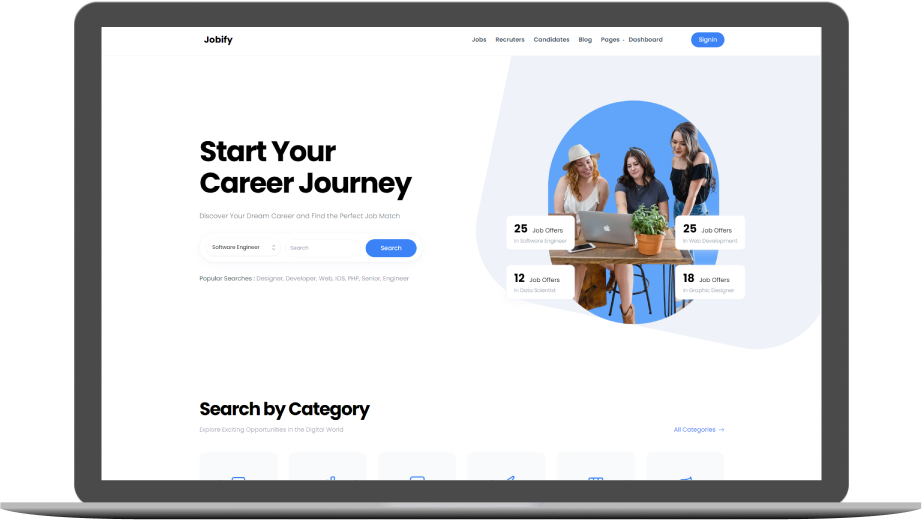 Jobify
Jobs Recruters Candidates Blog Pages Dashboard
SignIn
Start Your
Career Journey
Discover Your Dream Career and Find the Perfect Job Match
Software Engineer Search Search
Popular Searches : Designer, Developer, Web, iOS, PHP, Senior, Engineer
25 Job Offers
in Software Engineer
25 Job Offers
in Web Development
12 Job Offers
in Data Scientist
18 Job Offers
in Graphic Designer
Search by Category
Explore Exciting Opportunities in the Digital World
All Categories →